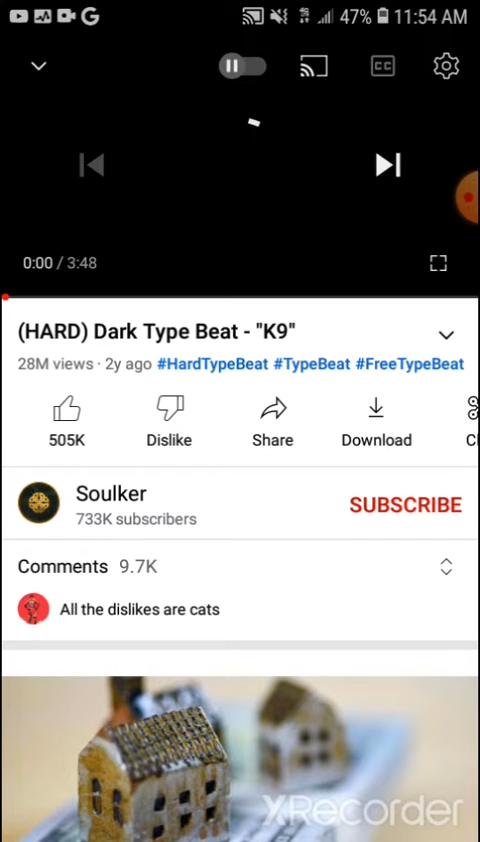 47% 11:54 AM
CC
0:00 / 3:48
(HARD) Dark Type Beat - "K9"
28M views · 2y ago #HardTypeBeat #TypeBeat #FreeTypeBeat
505K Dislike Share Download
Soulker
733K subscribers
SUBSCRIBE
Comments 9.7K
All the dislikes are cats
XRecorder